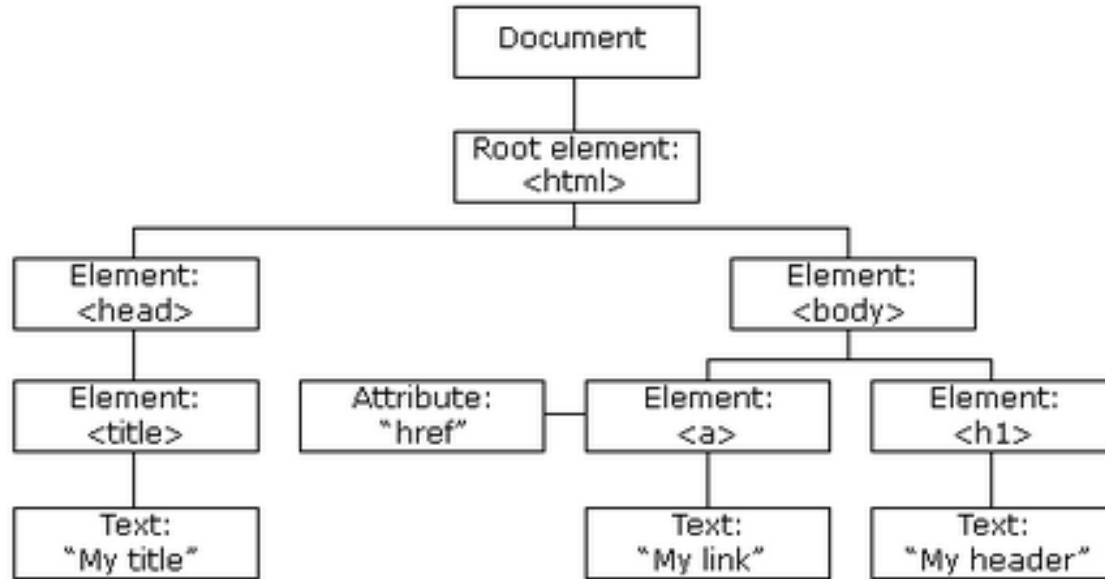 Document
Root element:
<html>
Element:
<head>
Element:
<body>
Element:
<title>
Attribute:
“href”
Element:
<a>
Element:
<h1>
Text:
“My title”
Text:
“My link”
Text:
“My header”